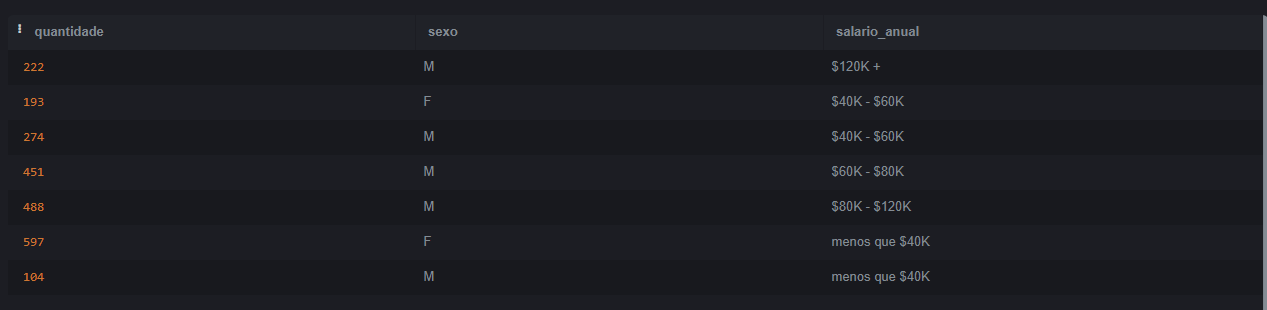 quantidade sexo salario_anual
222 M $120K +
193 F $40K - $60K
274 M $40K - $60K
451 M $60K - $80K
488 M $80K - $120K
597 F menos que $40K
104 M menos que $40K